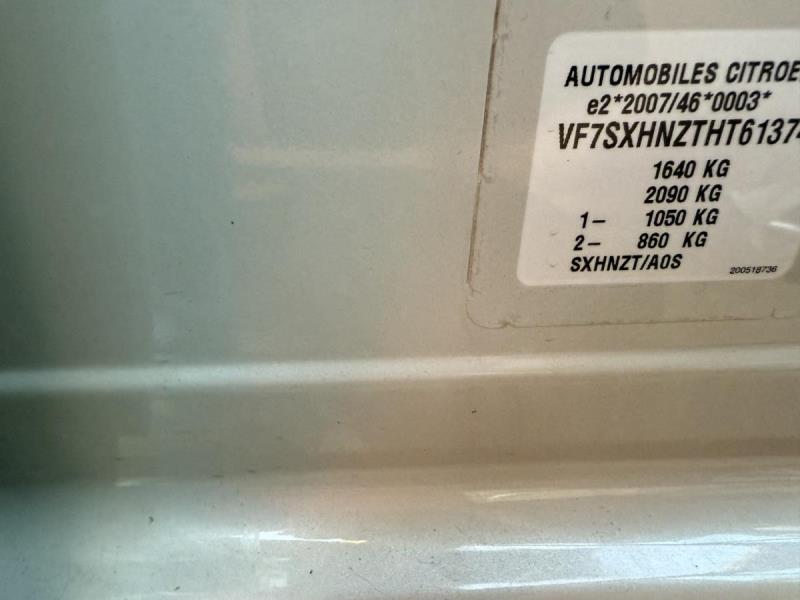 AUTOMOBILES CITROE
e2*2007/46*0003*
VF7SXHNZTHT61374
1640 KG
2090 KG
1- 1050 KG
2- 860 KG
SXHNZT/A0S
200518736